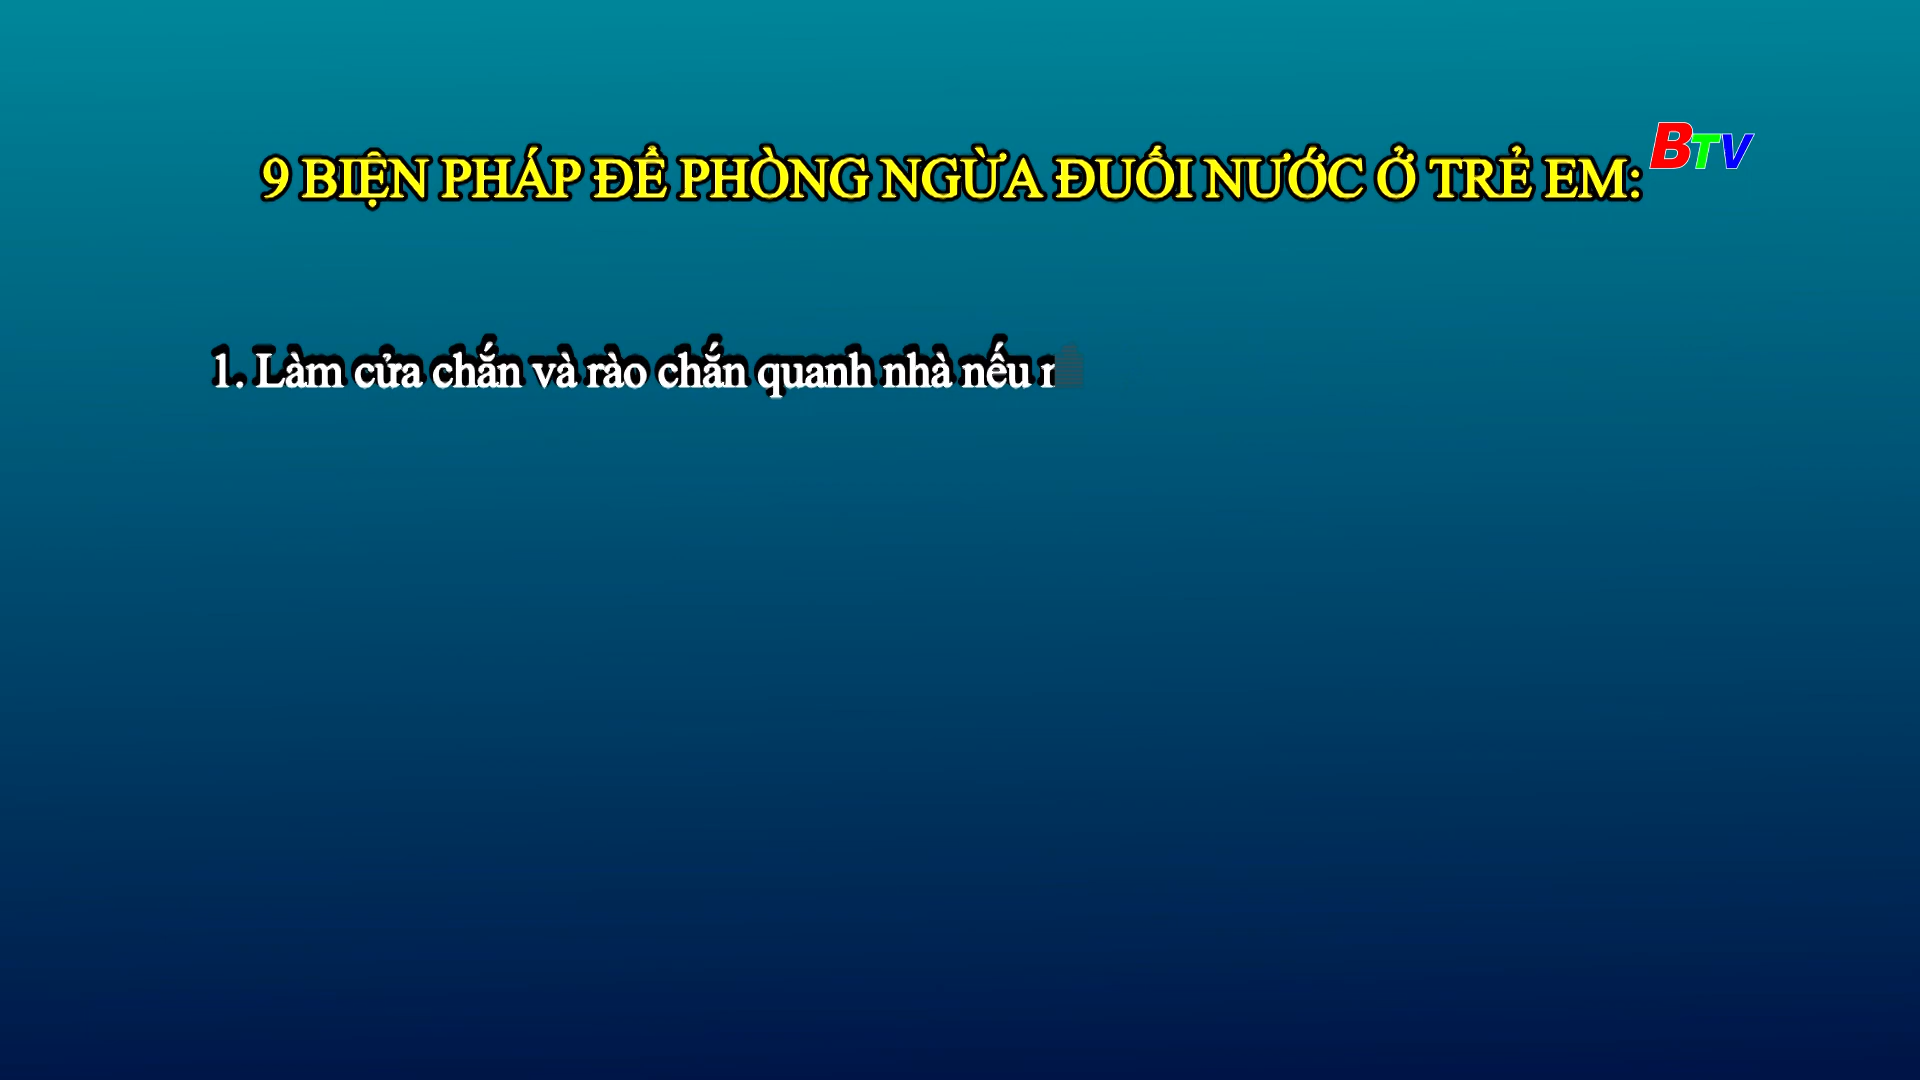 9 BIỆN PHÁP ĐỂ PHÒNG NGỪA ĐUỐI NƯỚC Ở TRẺ EM:
BTV
1. Làm cửa chắn và rào chắn quanh nhà nếu